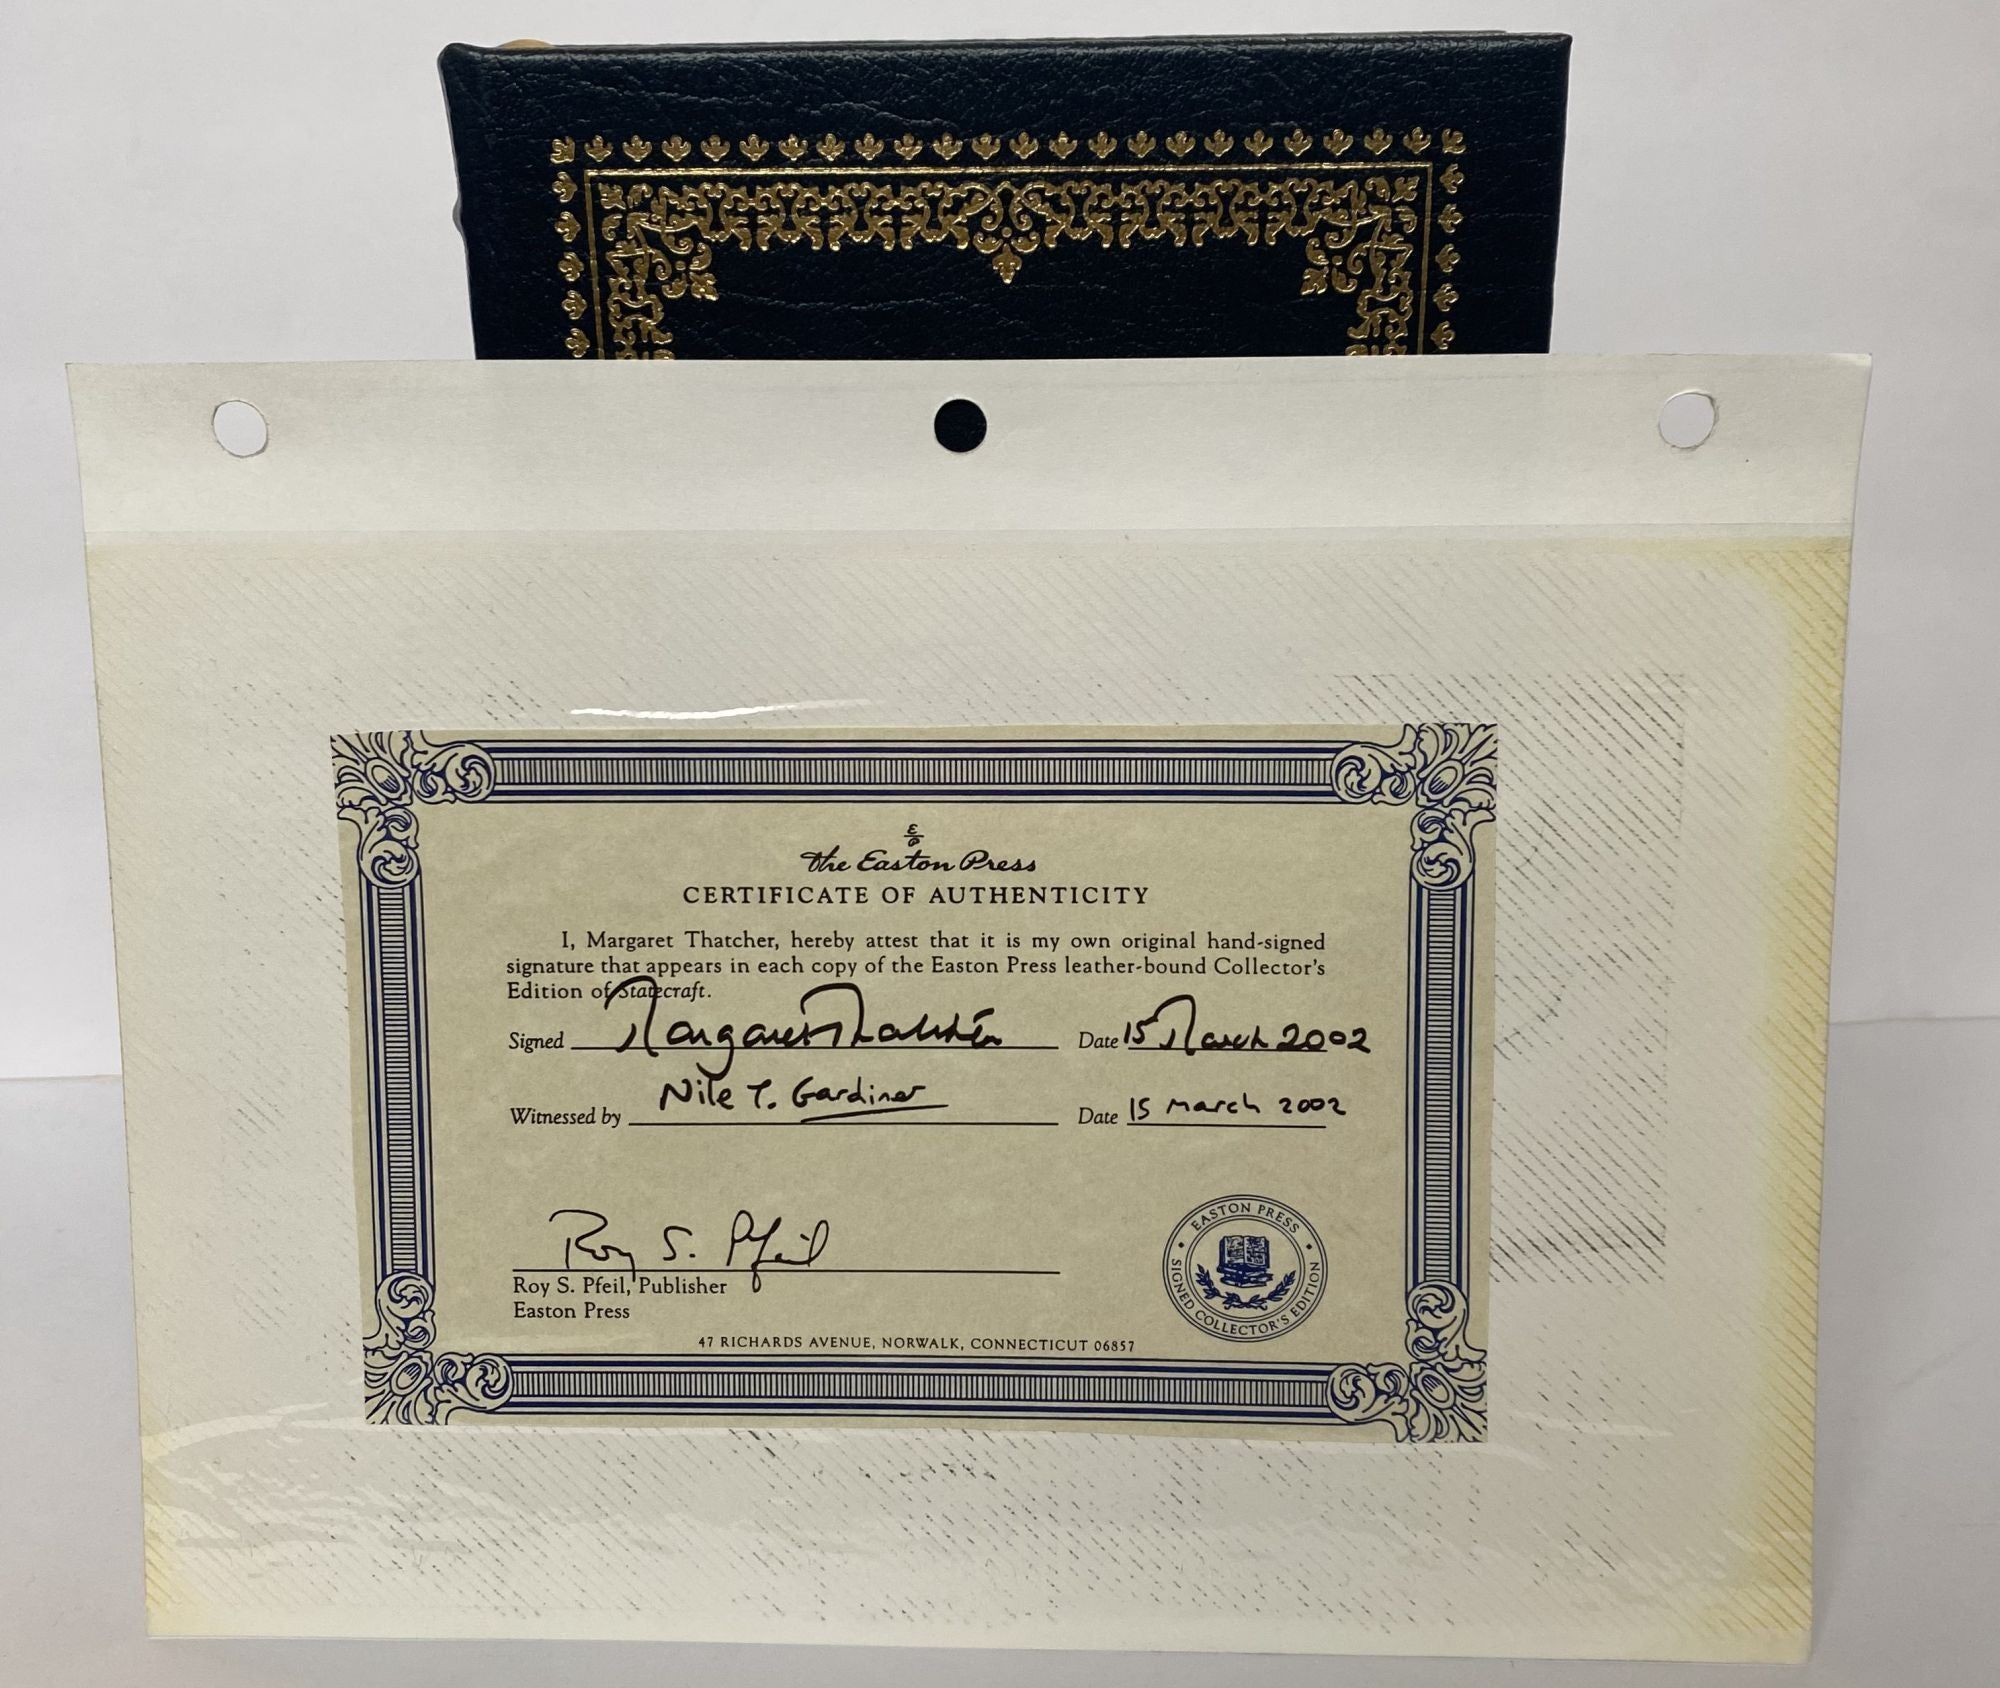 E
P
the Easton Press
CERTIFICATE OF AUTHENTICITY
I, Margaret Thatcher, hereby attest that it is my own original hand-signed
signature that appears in each copy of the Easton Press leather-bound Collector's
Edition of Statecraft.
Signed Margaret Thatcher Date 15 March 2002
Witnessed by Nile T. Gardiner Date 15 March 2002
Roy S. Pfeil
Roy S. Pfeil, Publisher
Easton Press
EASTON PRESS
SIGNED COLLECTOR'S EDITION
47 RICHARDS AVENUE, NORWALK, CONNECTICUT 06857